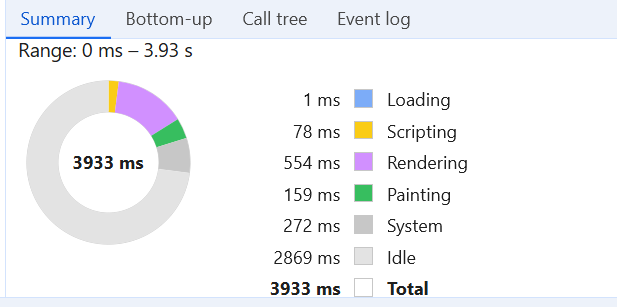 Summary Bottom-up Call tree Event log
Range: 0 ms – 3.93 s
1 ms Loading
78 ms Scripting
554 ms Rendering
3933 ms
159 ms Painting
272 ms System
2869 ms Idle
3933 ms Total